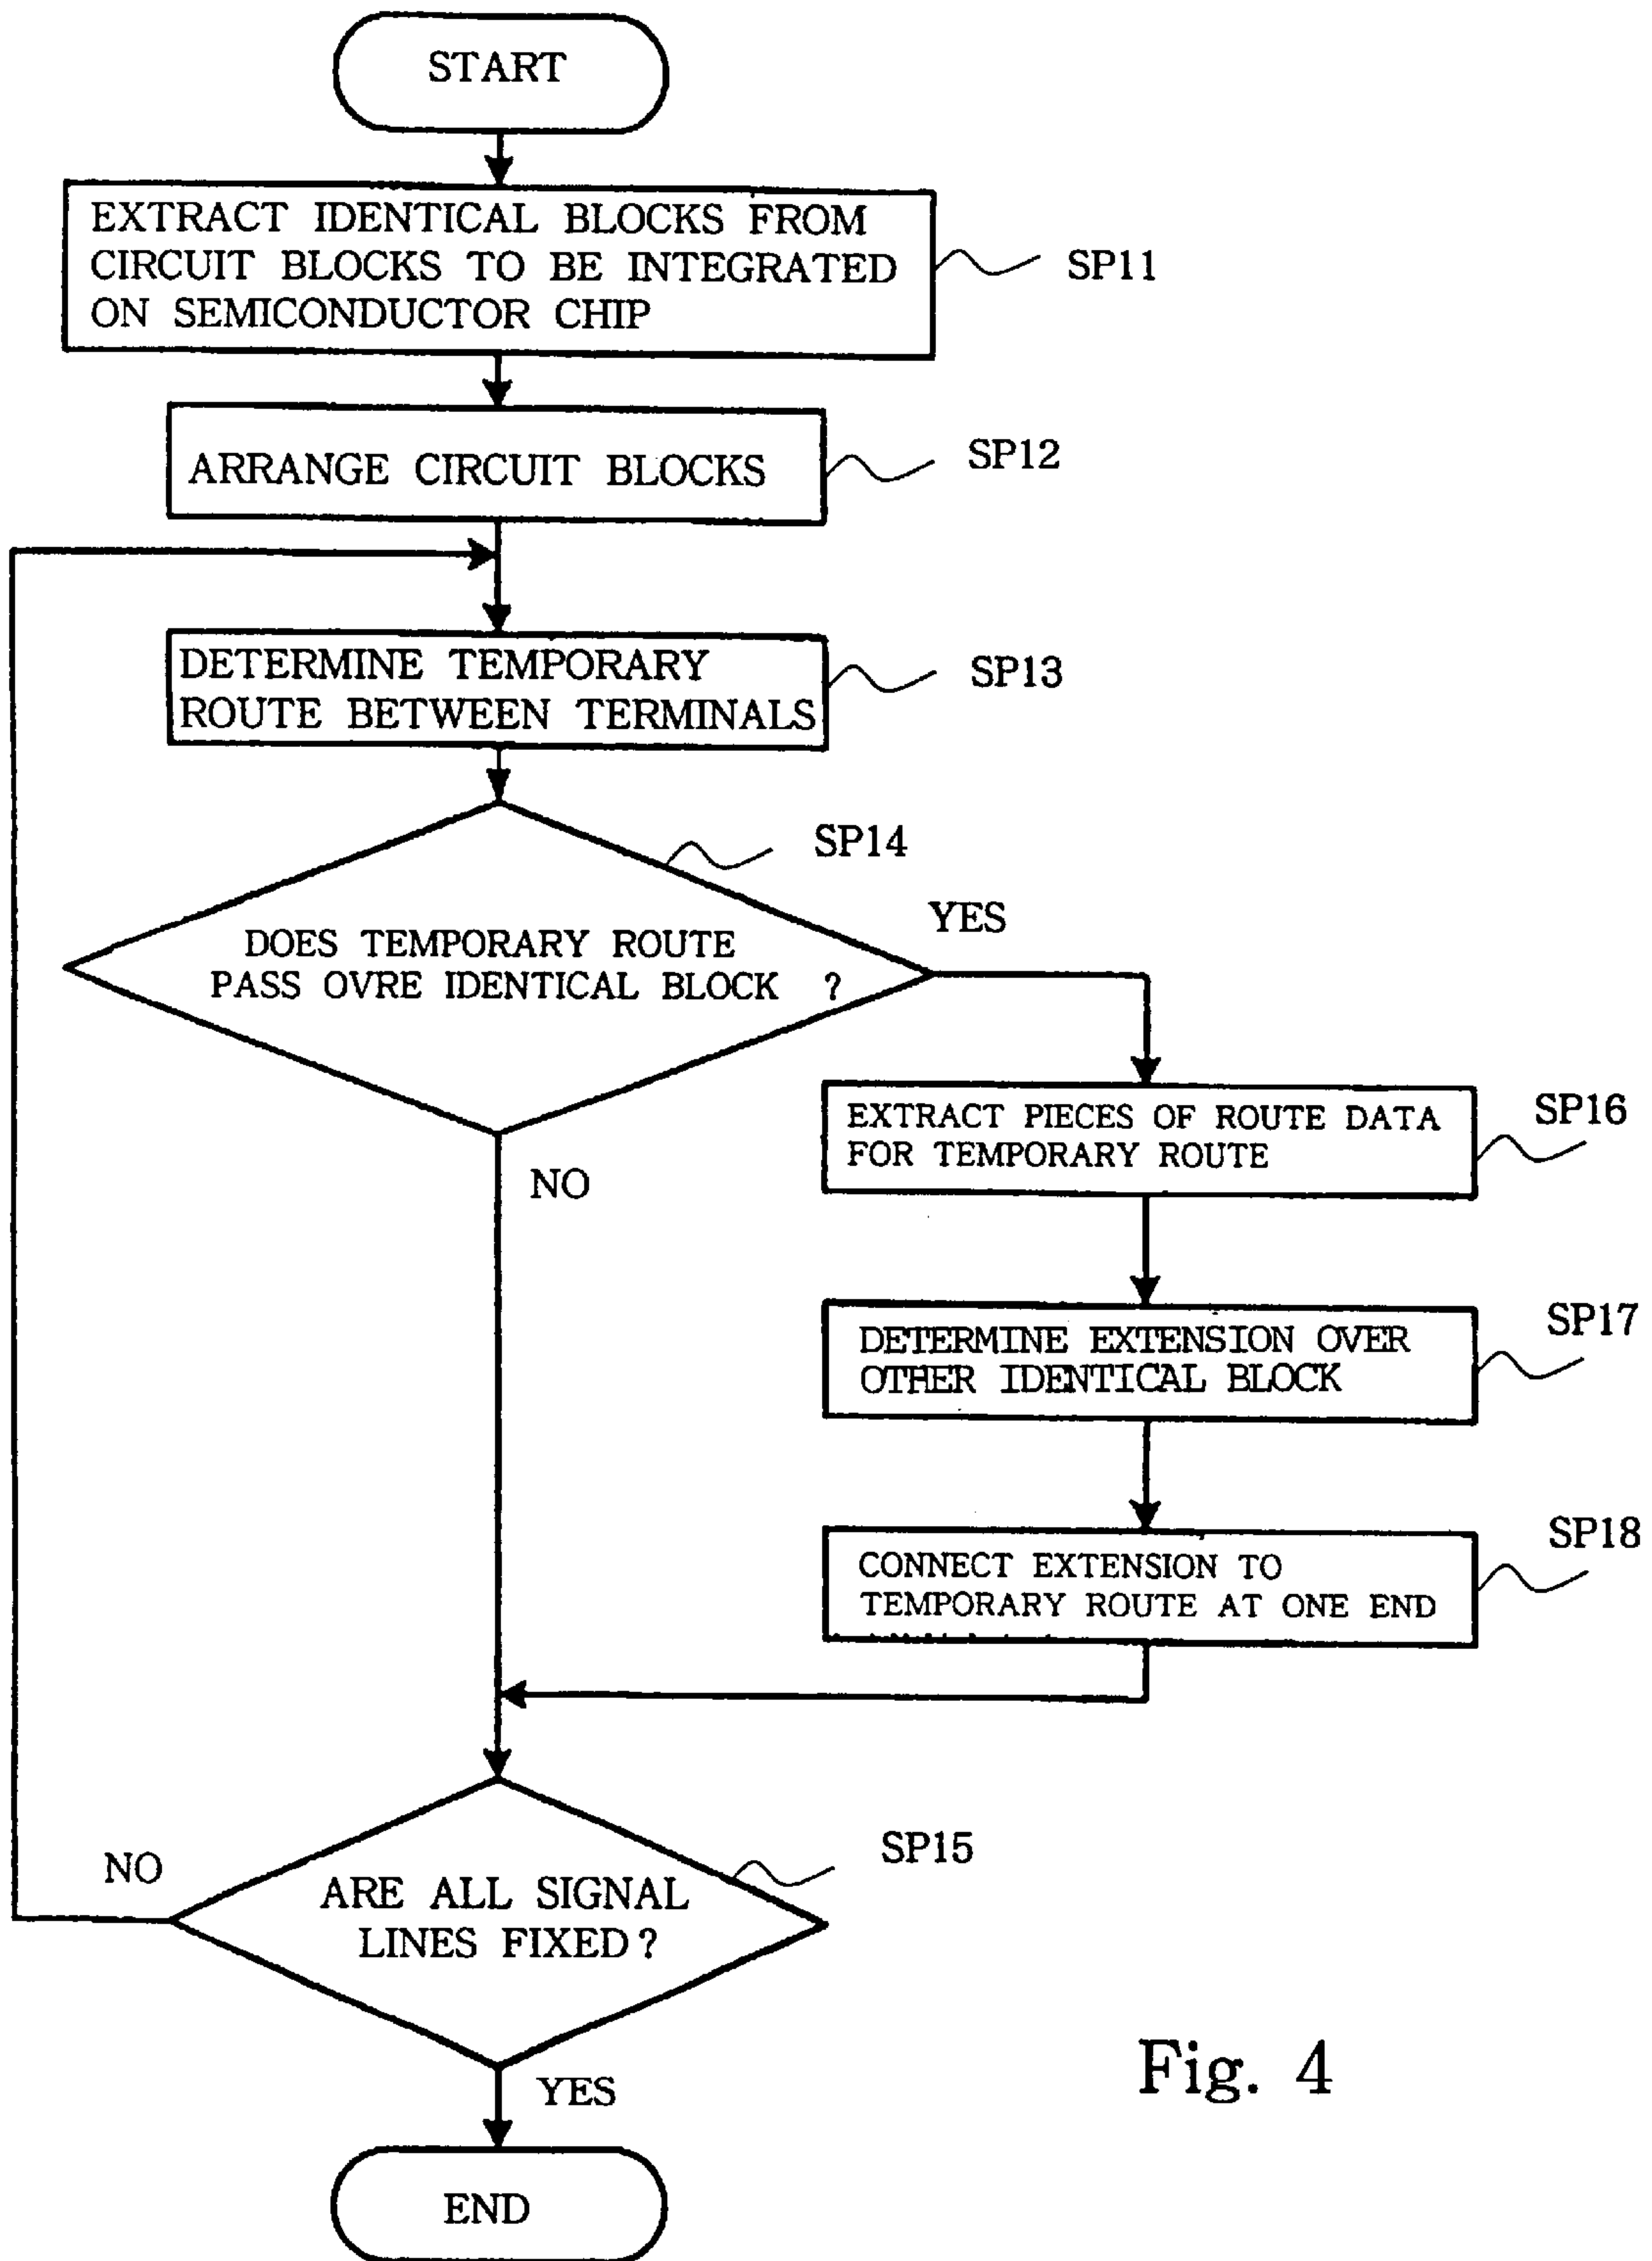 START
EXTRACT IDENTICAL BLOCKS FROM
CIRCUIT BLOCKS TO BE INTEGRATED
ON SEMICONDUCTOR CHIP
SP11
ARRANGE CIRCUIT BLOCKS
SP12
DETERMINE TEMPORARY
ROUTE BETWEEN TERMINALS
SP13
SP14
DOES TEMPORARY ROUTE
PASS OVRE IDENTICAL BLOCK ?
YES
NO
EXTRACT PIECES OF ROUTE DATA
FOR TEMPORARY ROUTE
SP16
DETERMINE EXTENSION OVER
OTHER IDENTICAL BLOCK
SP17
CONNECT EXTENSION TO
TEMPORARY ROUTE AT ONE END
SP18
SP15
NO
ARE ALL SIGNAL
LINES FIXED ?
YES
END
Fig. 4